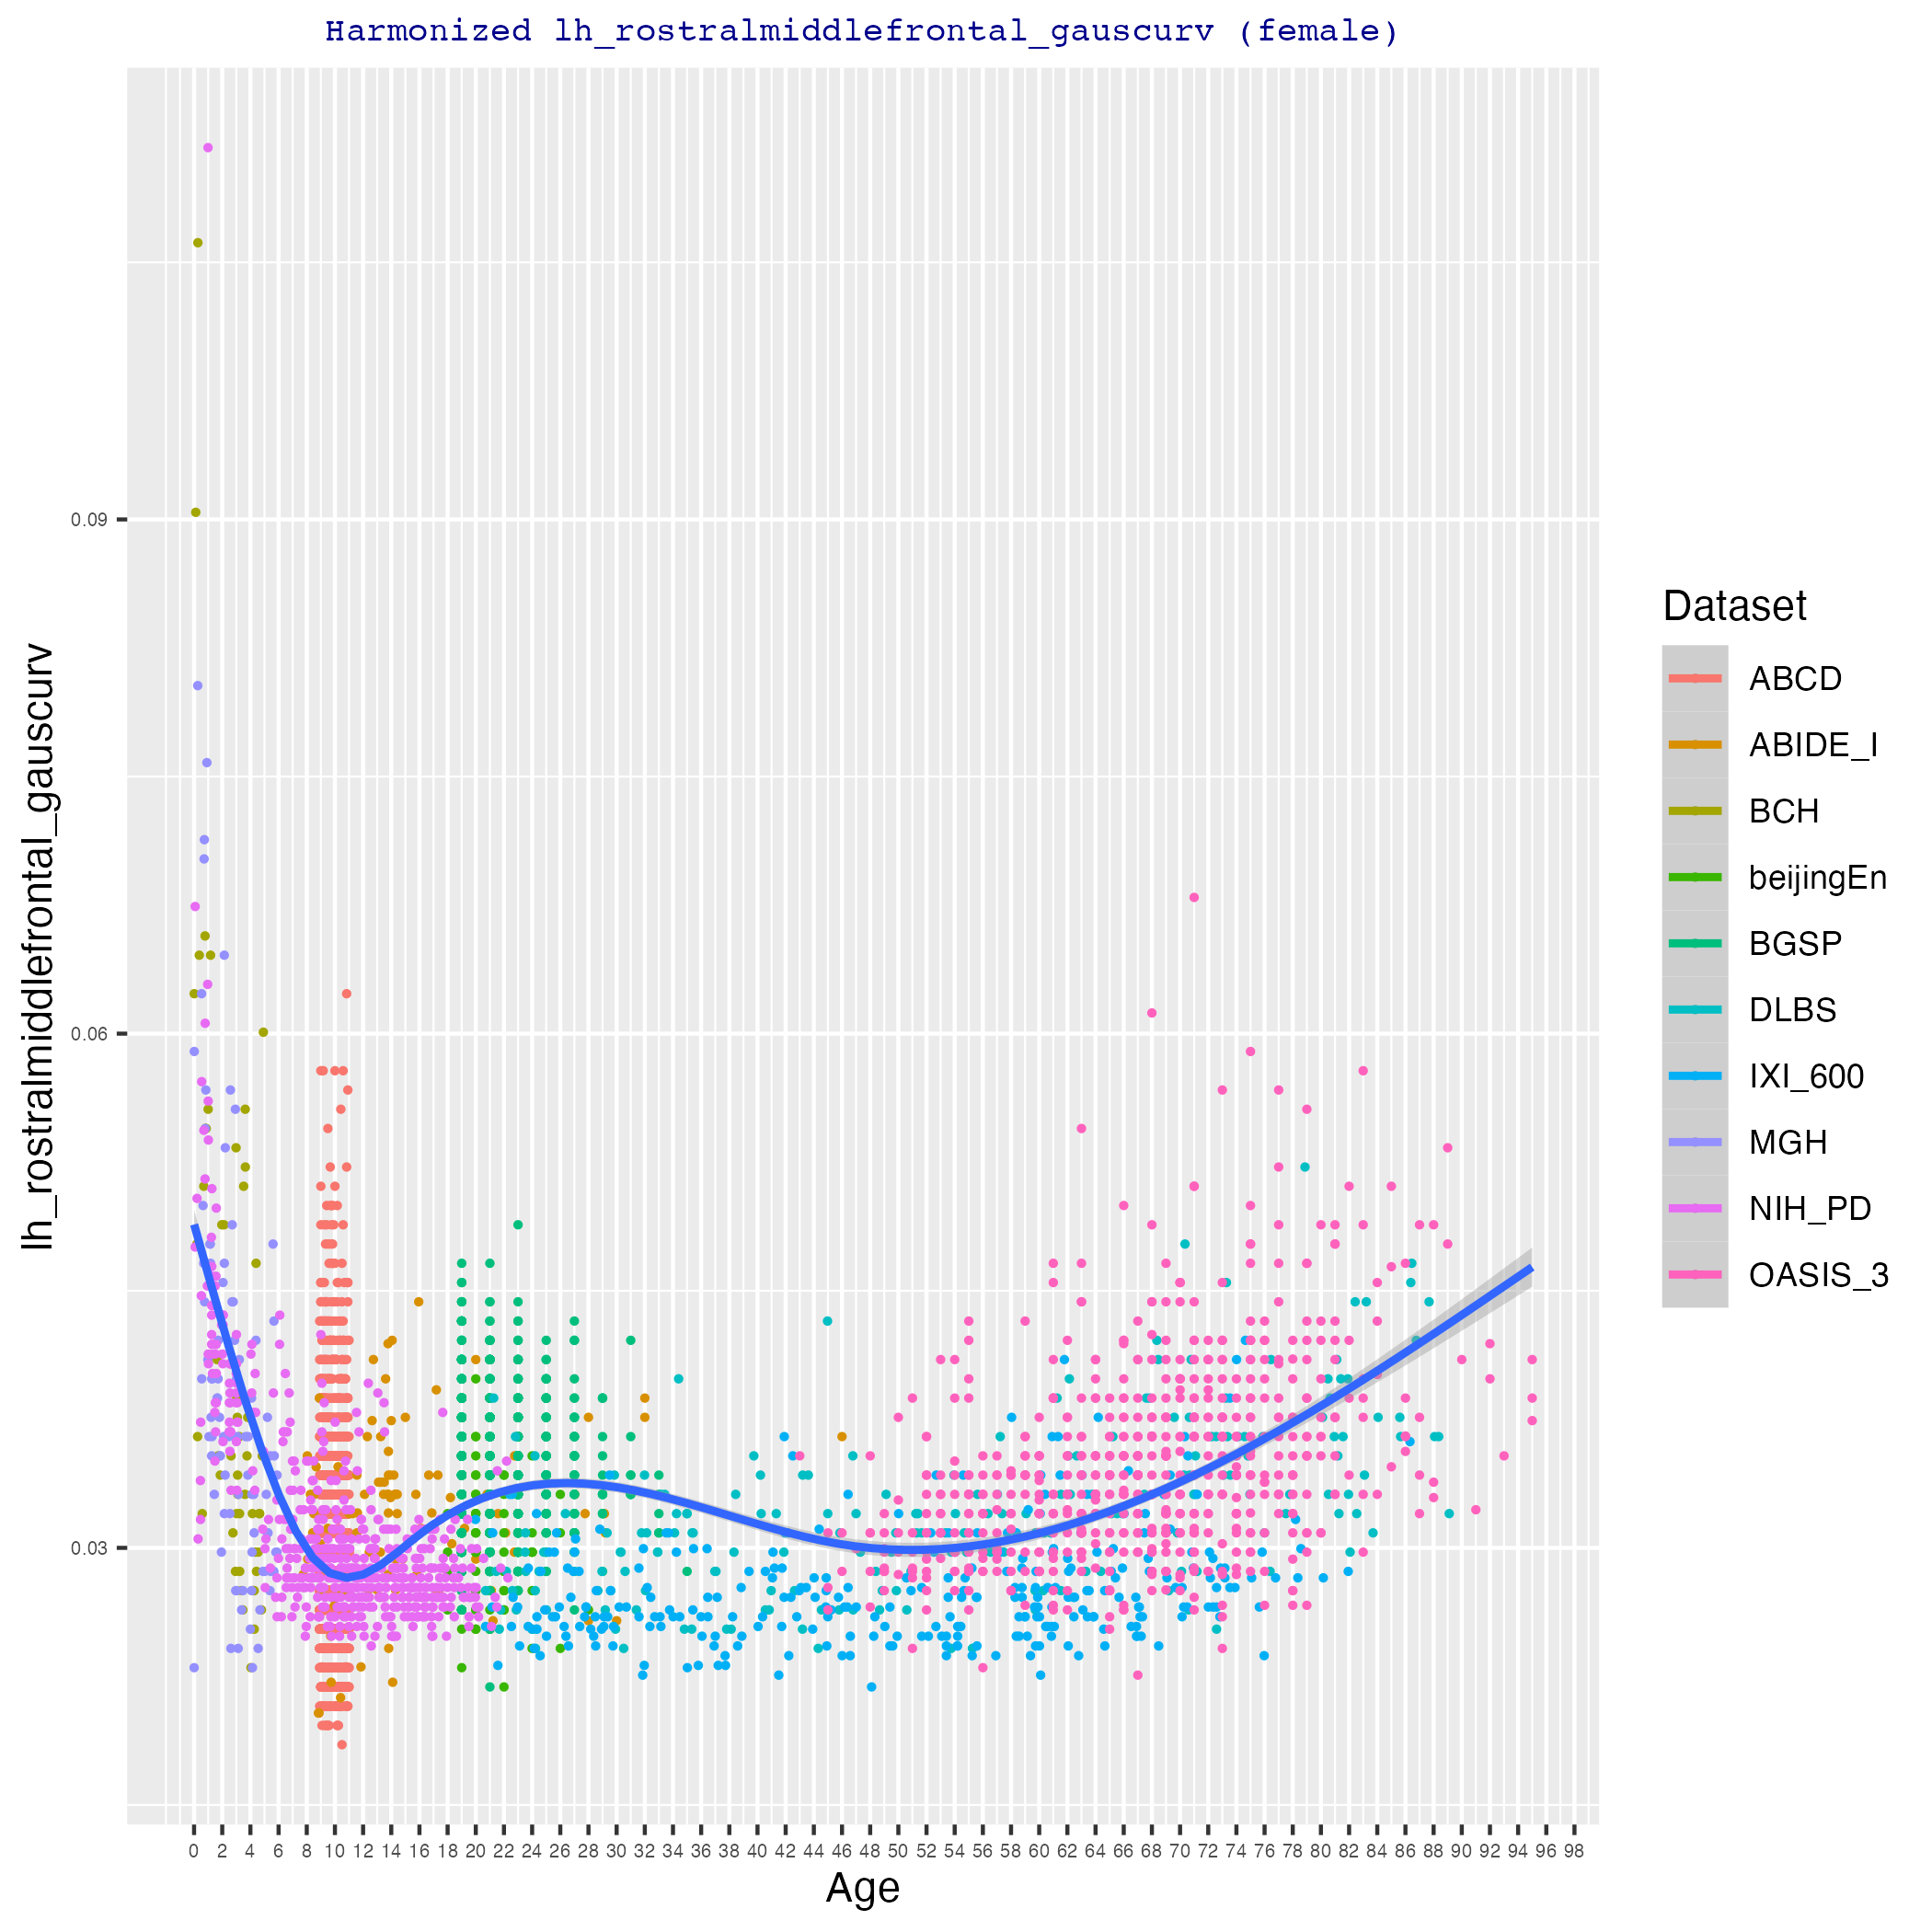 Harmonized lh_rostralmiddlefrontal_gauscurv (female)
lh_rostralmiddlefrontal_gauscurv
0.09
0.06
0.03
0 2 4 6 8 10 12 14 16 18 20 22 24 26 28 30 32 34 36 38 40 42 44 46 48 50 52 54 56 58 60 62 64 66 68 70 72 74 76 78 80 82 84 86 88 90 92 94 96 98
Age
Dataset
ABCD
ABIDE_I
BCH
beijingEn
BGSP
DLBS
IXI_600
MGH
NIH_PD
OASIS_3